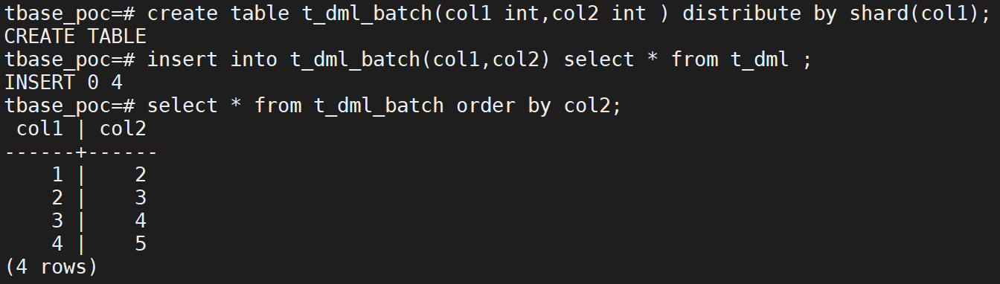 tbase_poc=# create table t_dml_batch(col1 int,col2 int ) distribute by shard(col1);
CREATE TABLE
tbase_poc=# insert into t_dml_batch(col1,col2) select * from t_dml ;
INSERT 0 4
tbase_poc=# select * from t_dml_batch order by col2;
 col1 | col2
------+------
    1 |    2
    2 |    3
    3 |    4
    4 |    5
(4 rows)